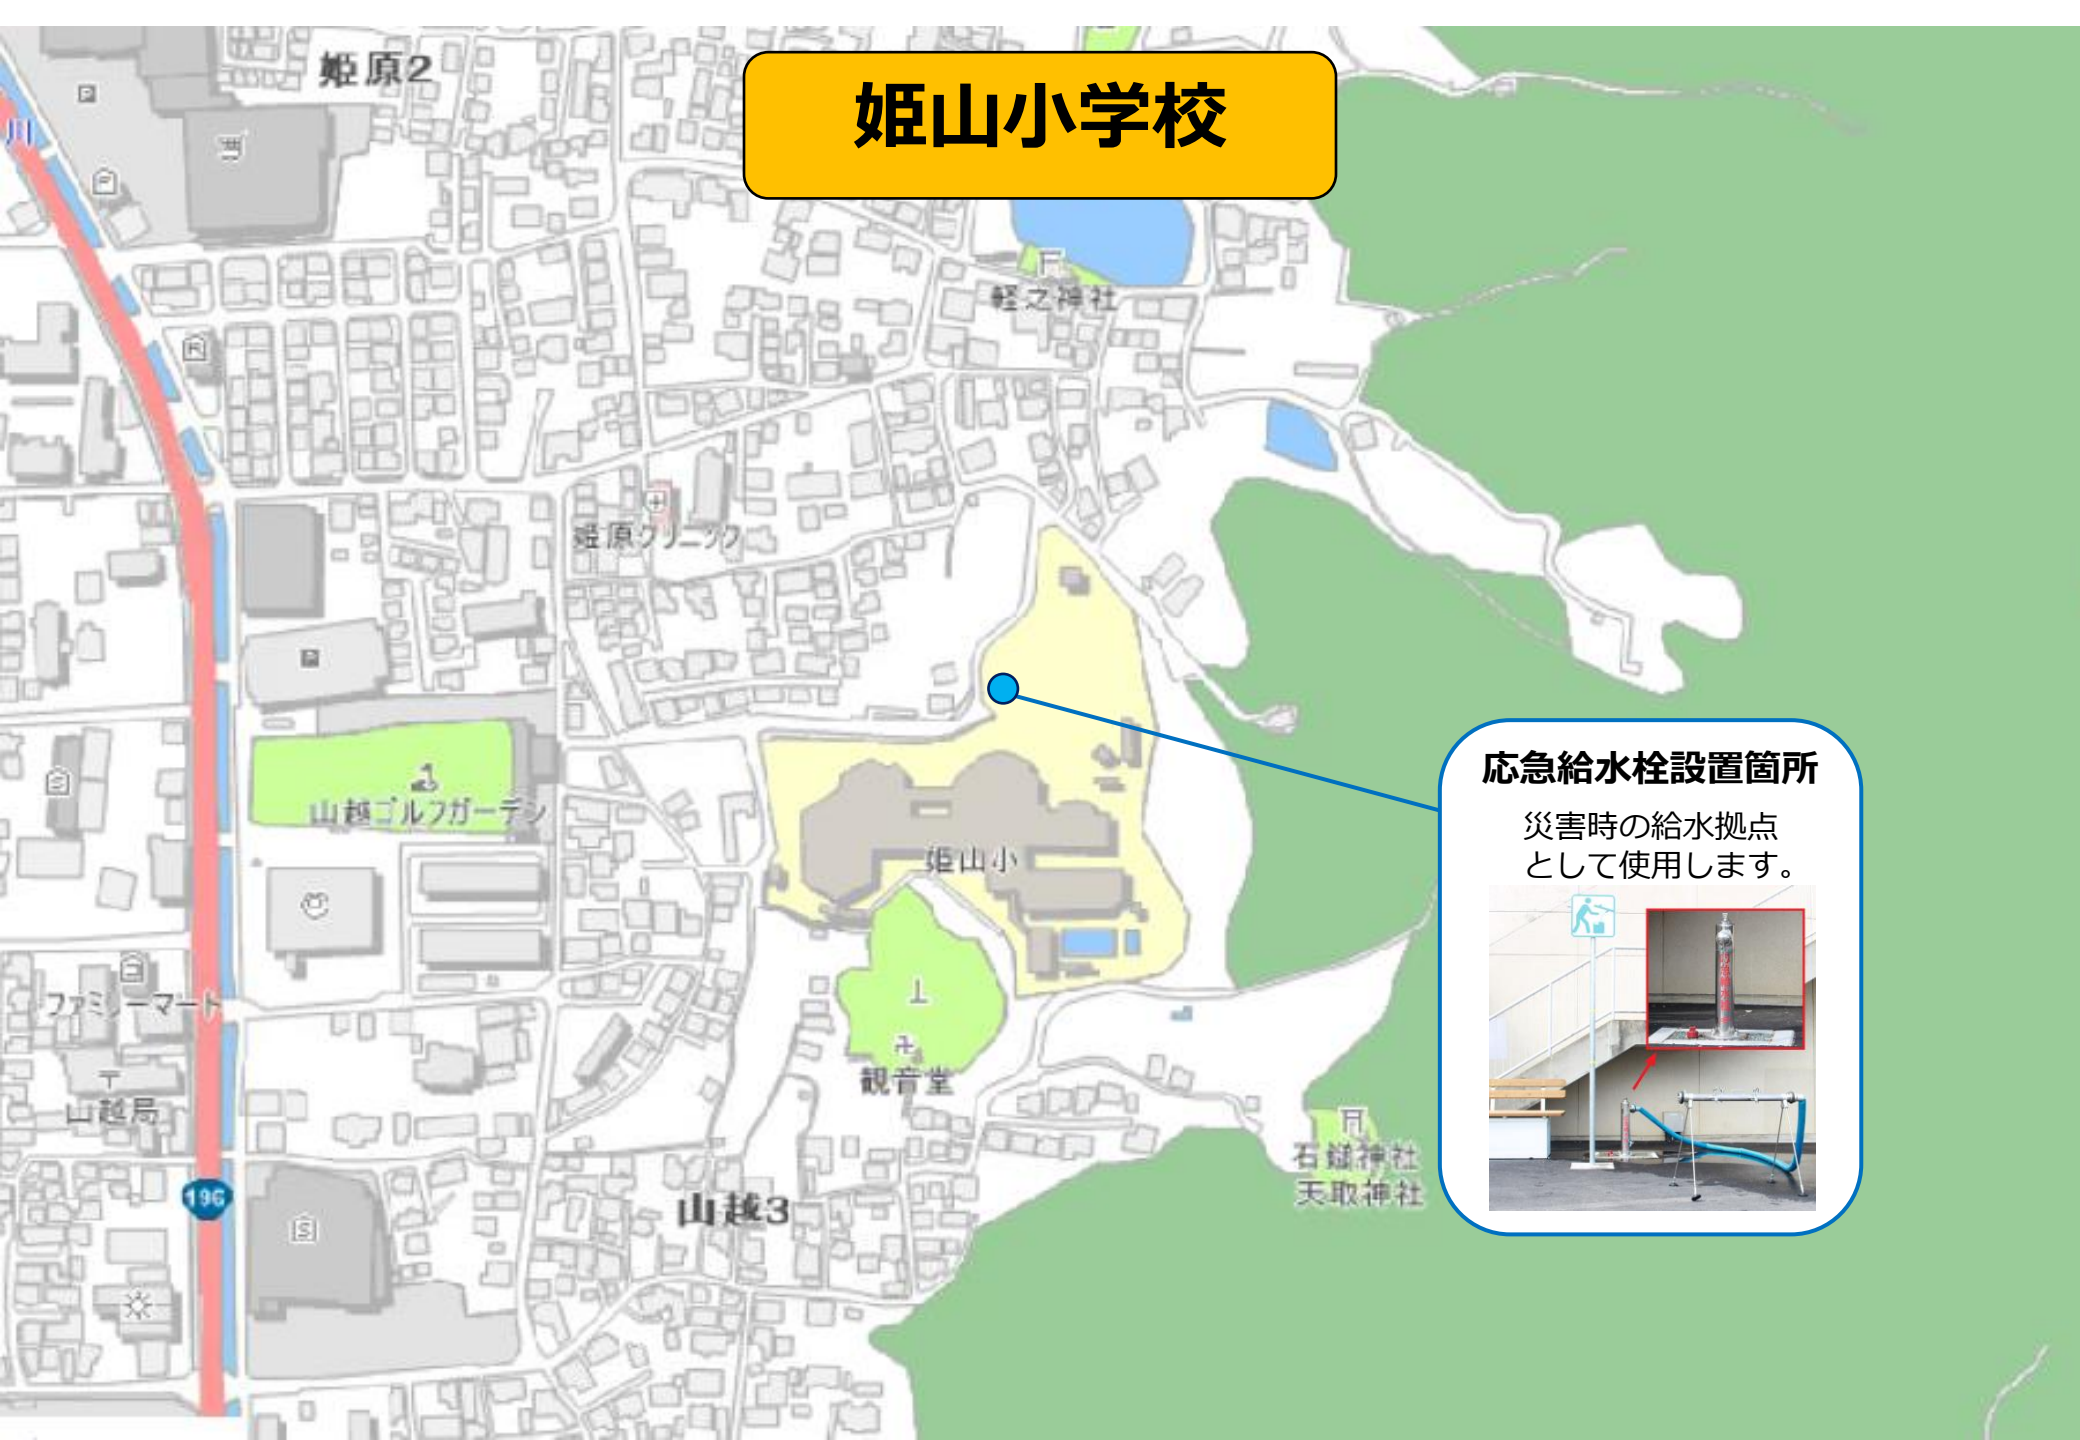 姫山小学校
姫原2
川
軽之神社
姫原クリニック
山越ゴルフガーデン
姫山小
ファミリーマート
山越局
観音堂
石鎚神社
天取神社
196
山越3
応急給水栓設置箇所
災害時の給水拠点
として使用します。